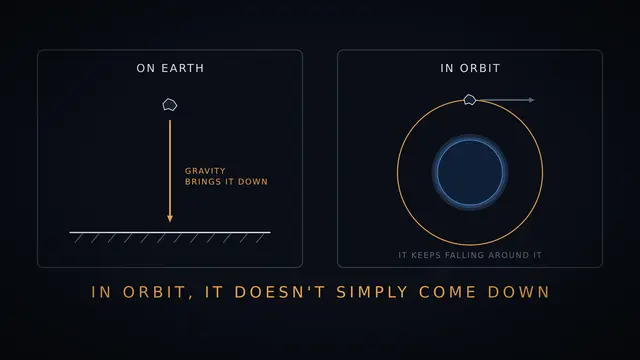 ON EARTH
GRAVITY
BRINGS IT DOWN
IN ORBIT
IT KEEPS FALLING AROUND IT
IN ORBIT, IT DOESN'T SIMPLY COME DOWN